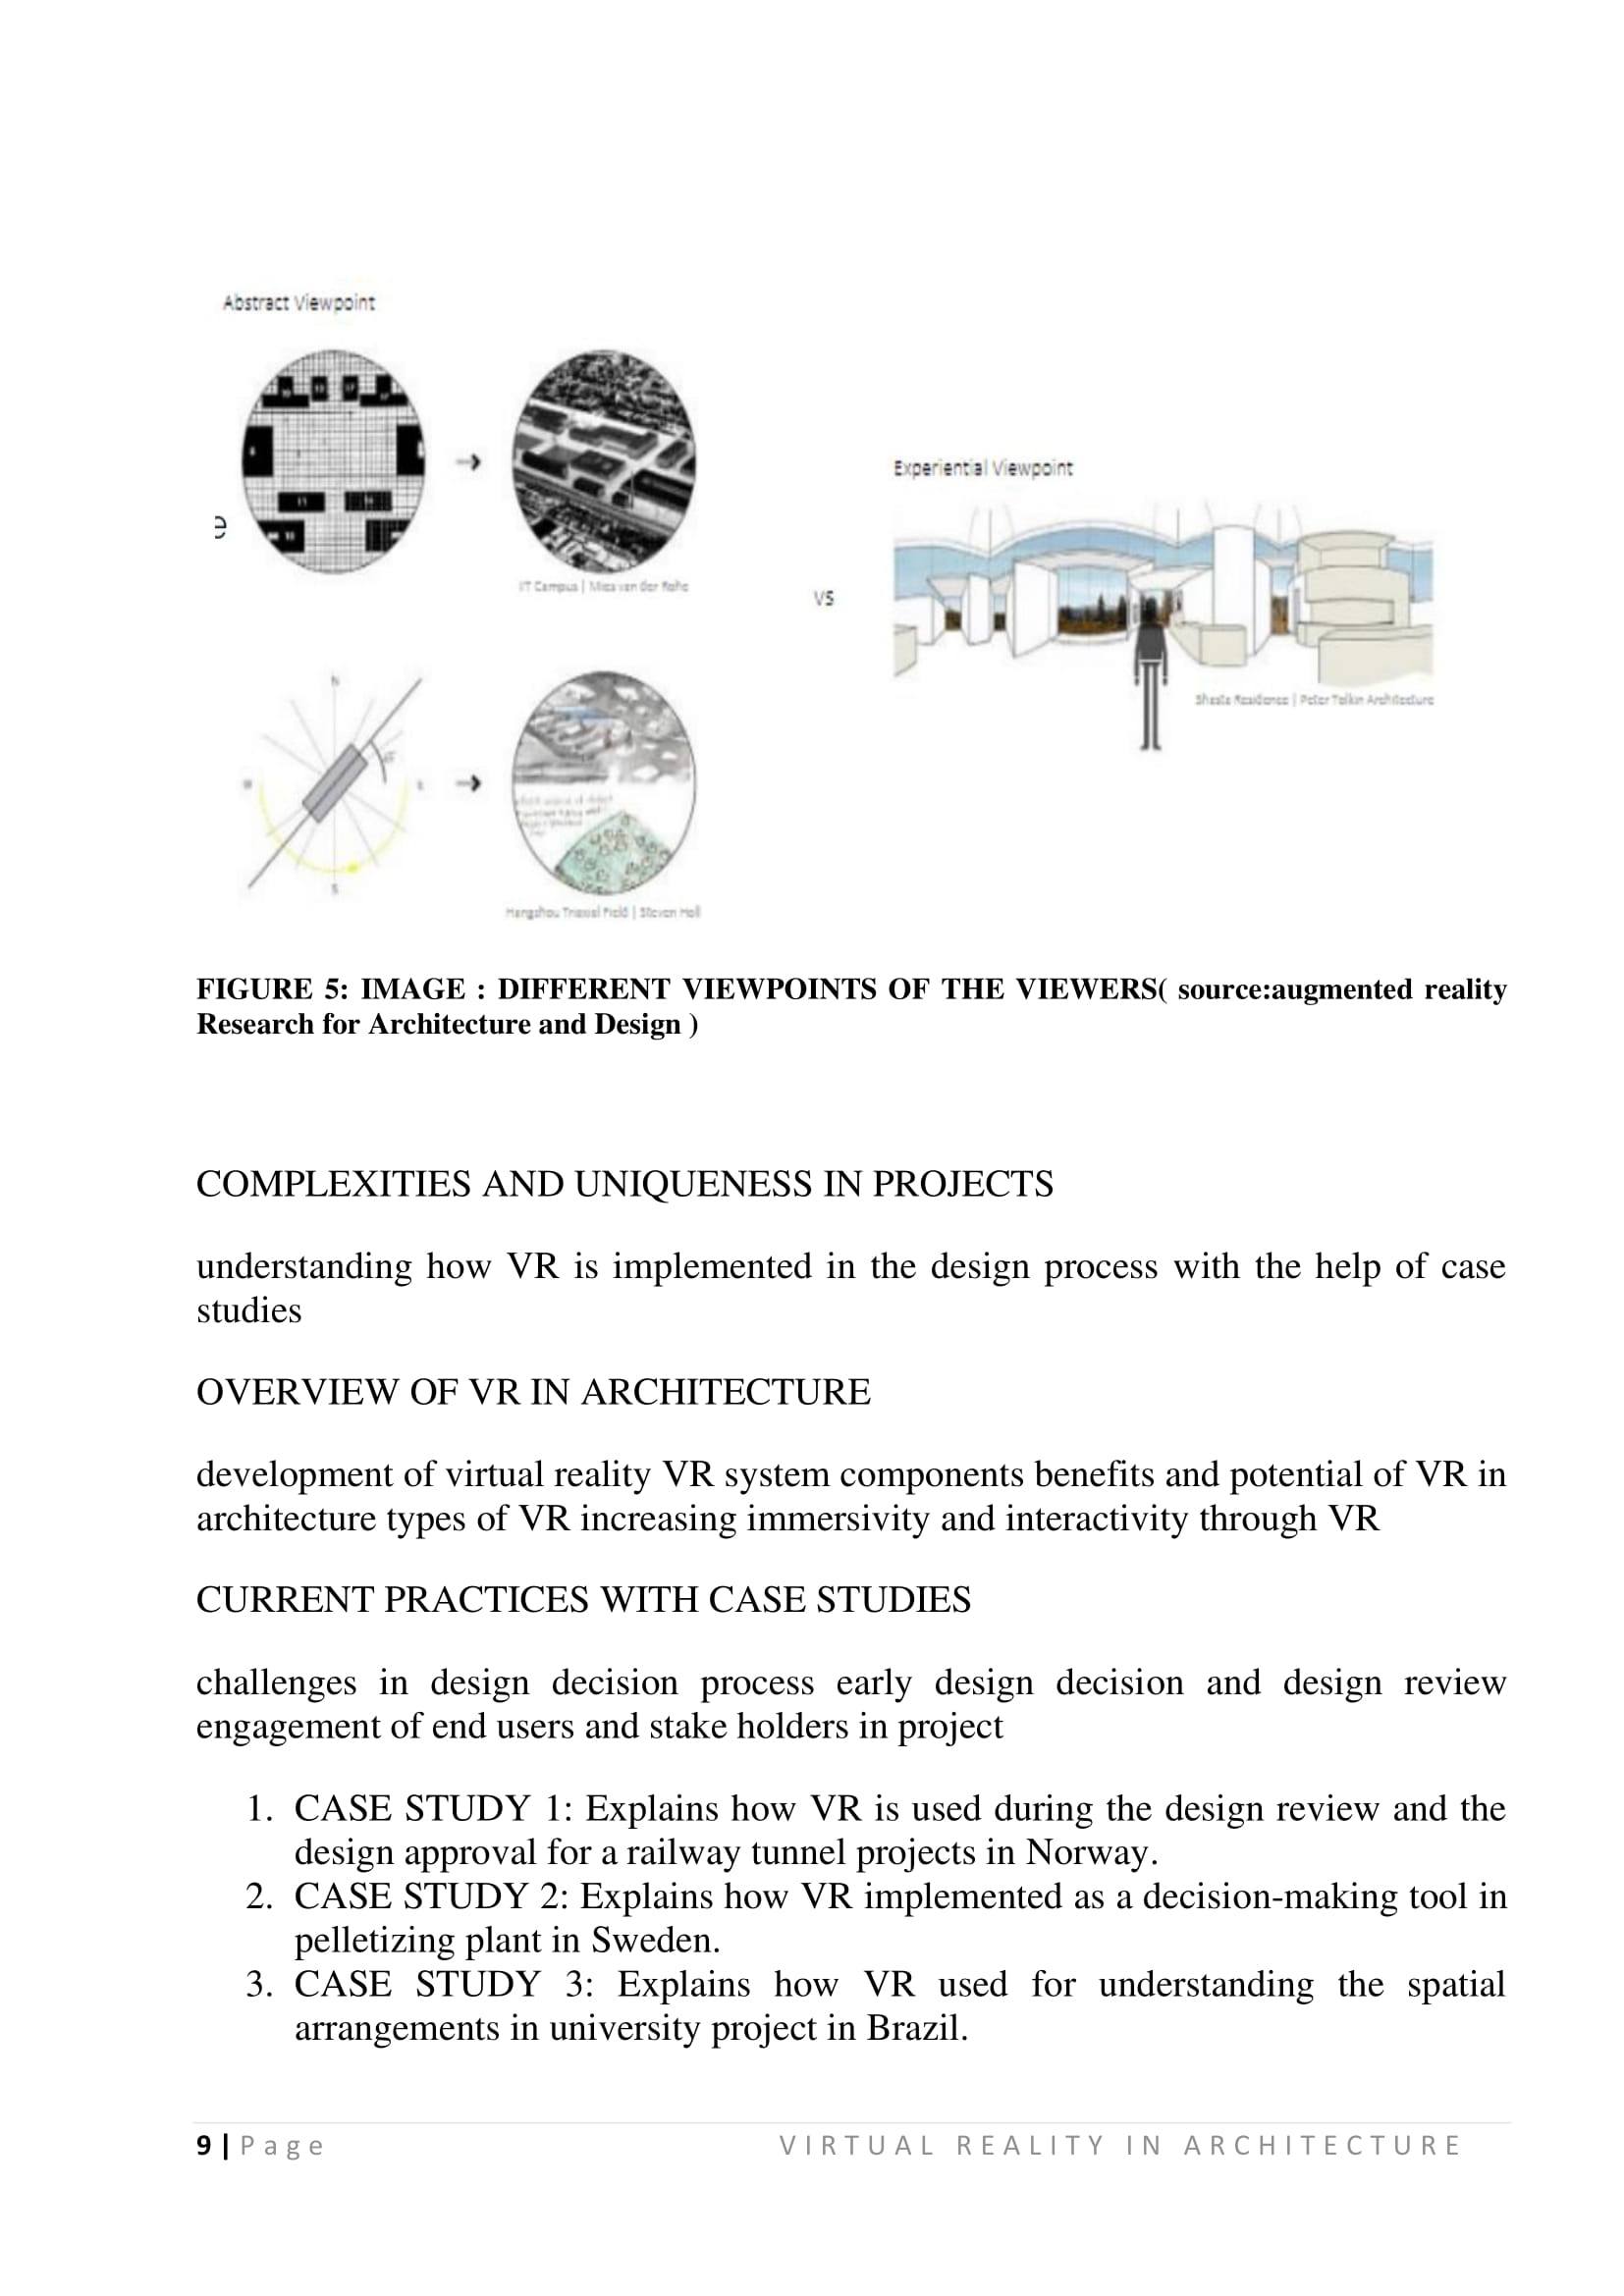 Abstract Viewpoint
e
IIT Campus | Mies van der Rohe
Experiential Viewpoint
VS
Shasta Residence | Peter Tolkin Architecture
N
S
Hangzhou Triaxial Field | Steven Holl
FIGURE 5: IMAGE : DIFFERENT VIEWPOINTS OF THE VIEWERS( source:augmented reality
Research for Architecture and Design )
COMPLEXITIES AND UNIQUENESS IN PROJECTS
understanding how VR is implemented in the design process with the help of case
studies
OVERVIEW OF VR IN ARCHITECTURE
development of virtual reality VR system components benefits and potential of VR in
architecture types of VR increasing immersivity and interactivity through VR
CURRENT PRACTICES WITH CASE STUDIES
challenges in design decision process early design decision and design review
engagement of end users and stake holders in project
1. CASE STUDY 1: Explains how VR is used during the design review and the
design approval for a railway tunnel projects in Norway.
2. CASE STUDY 2: Explains how VR implemented as a decision-making tool in
pelletizing plant in Sweden.
3. CASE STUDY 3: Explains how VR used for understanding the spatial
arrangements in university project in Brazil.
9 | Page VIRTUAL REALITY IN ARCHITECTURE